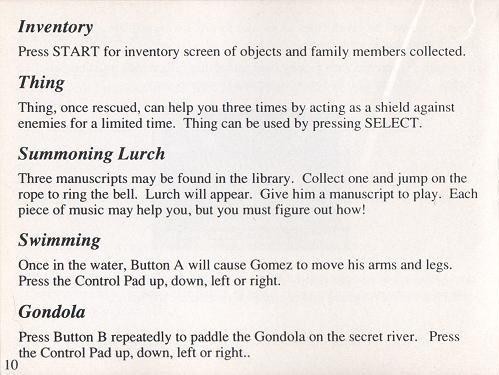 Inventory
Press START for inventory screen of objects and family members collected.
Thing
Thing, once rescued, can help you three times by acting as a shield against
enemies for a limited time. Thing can be used by pressing SELECT.
Summoning Lurch
Three manuscripts may be found in the library. Collect one and jump on the
rope to ring the bell. Lurch will appear. Give him a manuscript to play. Each
piece of music may help you, but you must figure out how!
Swimming
Once in the water, Button A will cause Gomez to move his arms and legs.
Press the Control Pad up, down, left or right.
Gondola
Press Button B repeatedly to paddle the Gondola on the secret river. Press
the Control Pad up, down, left or right..
10